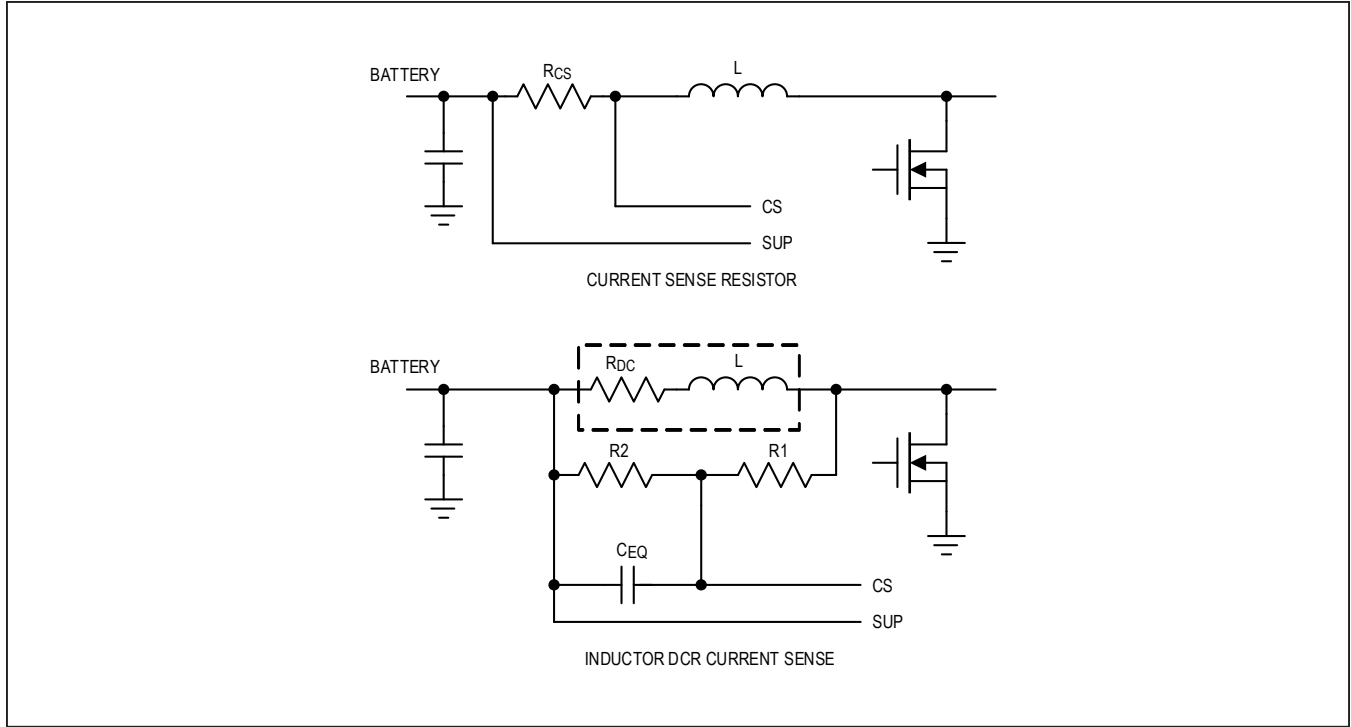 BATTERY
RCS
L
CS
SUP
CURRENT SENSE RESISTOR
BATTERY
RDC
L
R2
R1
CEQ
CS
SUP
INDUCTOR DCR CURRENT SENSE